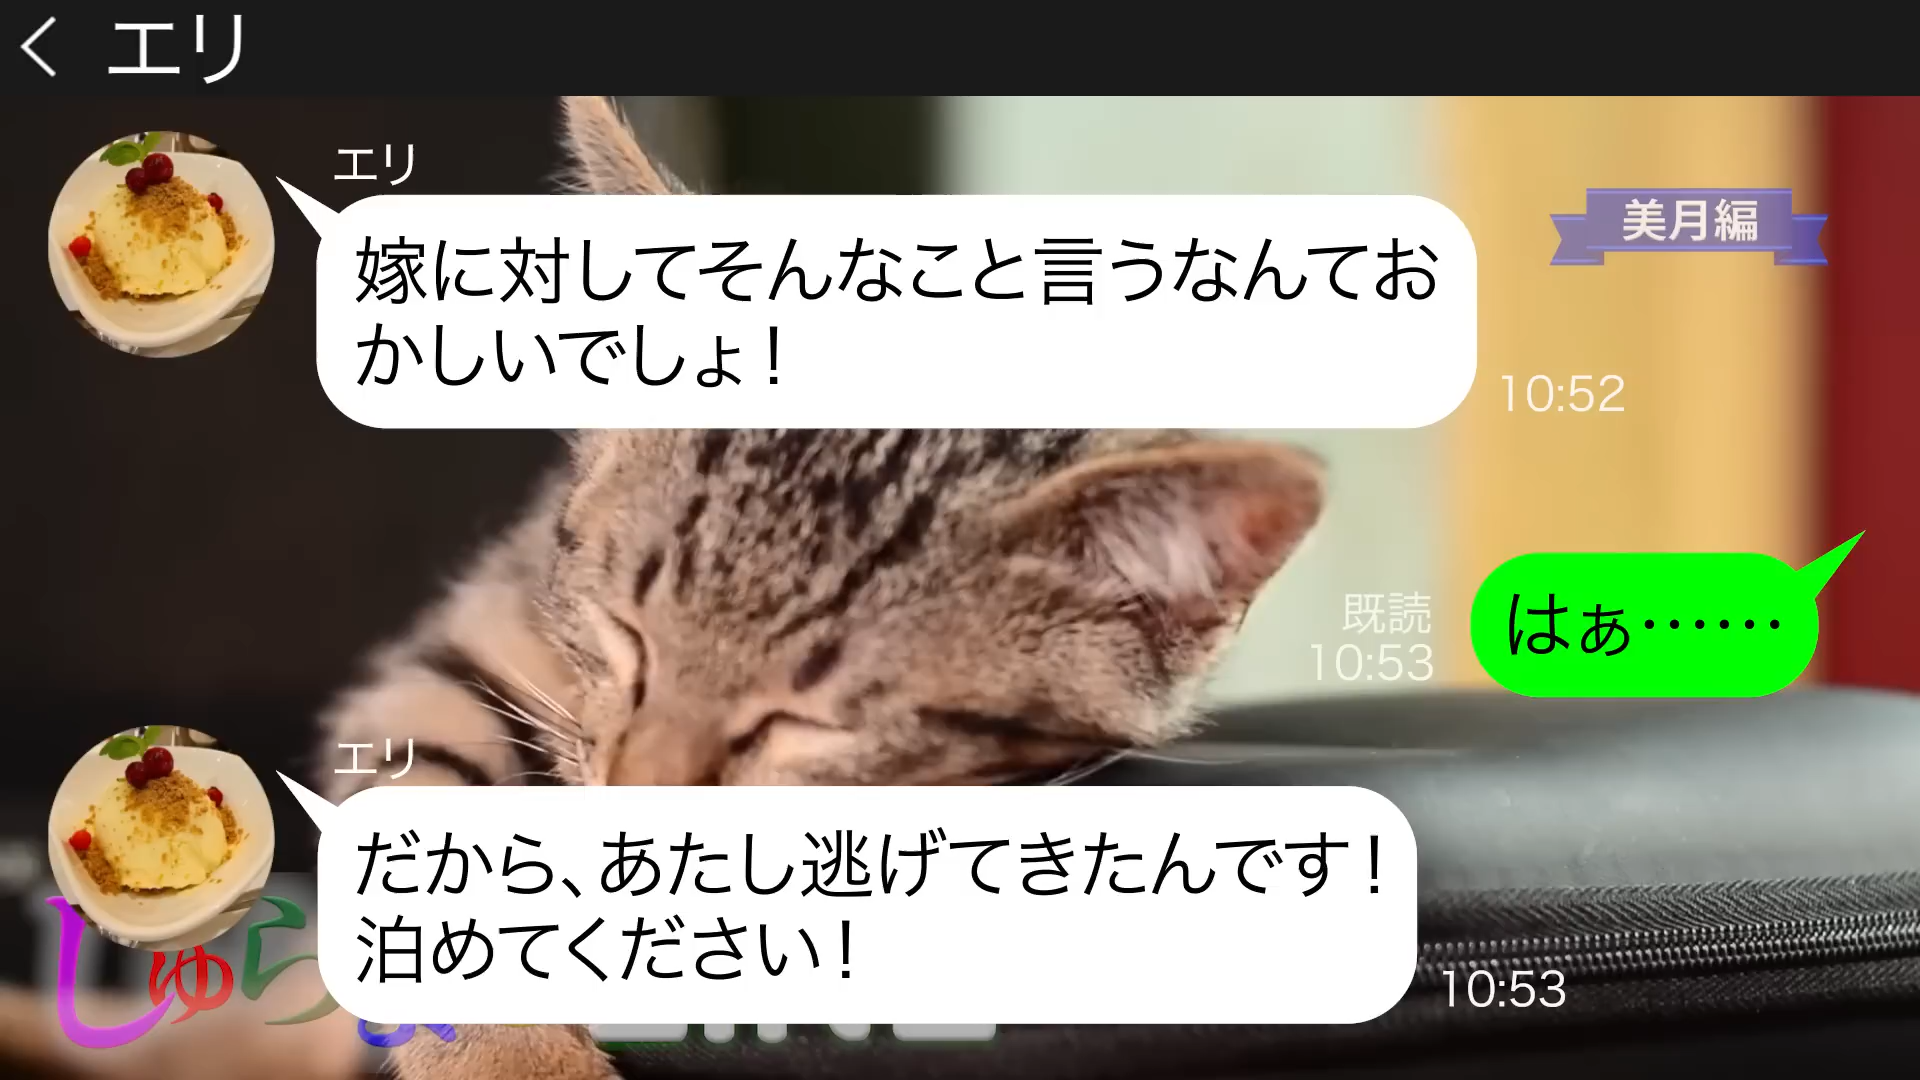 エリ
エリ
美月編
嫁に対してそんなこと言うなんてお
かしいでしょ！
10:52
はぁ……
既読
10:53
エリ
だから、あたし逃げてきたんです！
泊めてください！
10:53
しゅら